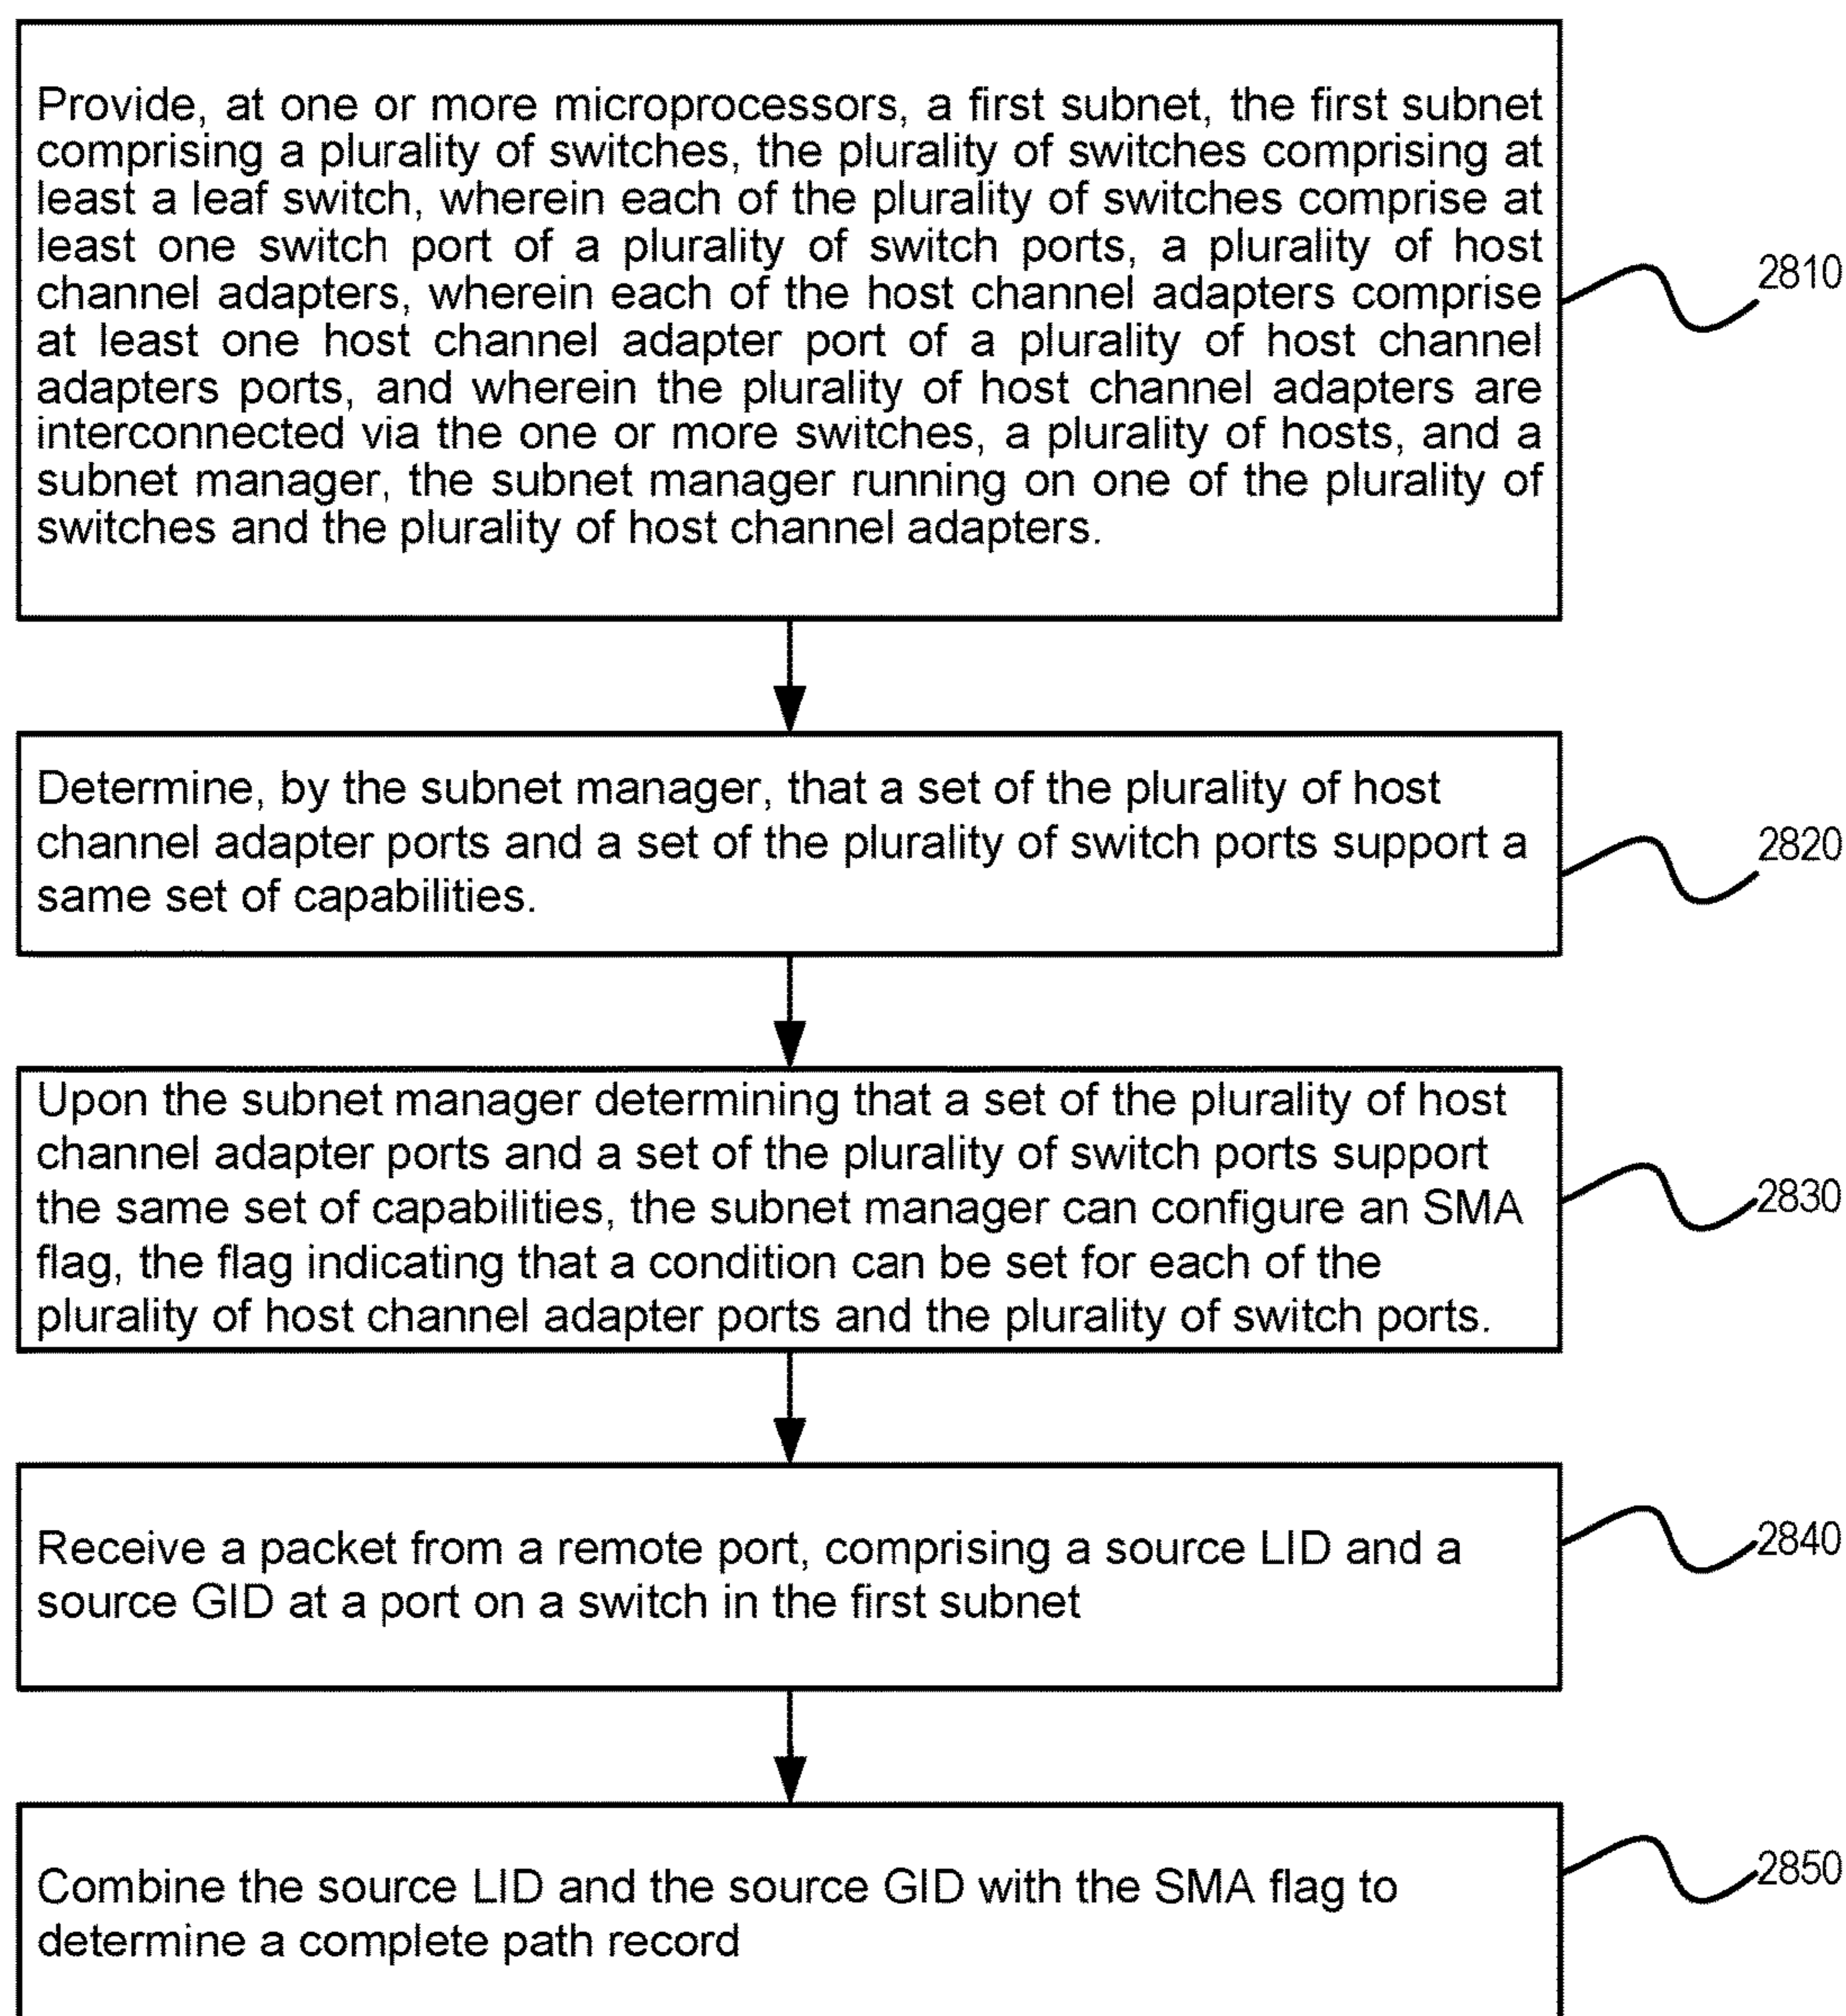 Provide, at one or more microprocessors, a first subnet, the first subnet
comprising a plurality of switches, the plurality of switches comprising at
least a leaf switch, wherein each of the plurality of switches comprise at
least one switch port of a plurality of switch ports, a plurality of host
channel adapters, wherein each of the host channel adapters comprise
at least one host channel adapter port of a plurality of host channel
adapters ports, and wherein the plurality of host channel adapters are
interconnected via the one or more switches, a plurality of hosts, and a
subnet manager, the subnet manager running on one of the plurality of
switches and the plurality of host channel adapters.
2810
Determine, by the subnet manager, that a set of the plurality of host
channel adapter ports and a set of the plurality of switch ports support a
same set of capabilities.
2820
Upon the subnet manager determining that a set of the plurality of host
channel adapter ports and a set of the plurality of switch ports support
the same set of capabilities, the subnet manager can configure an SMA
flag, the flag indicating that a condition can be set for each of the
plurality of host channel adapter ports and the plurality of switch ports.
2830
Receive a packet from a remote port, comprising a source LID and a
source GID at a port on a switch in the first subnet
2840
Combine the source LID and the source GID with the SMA flag to
determine a complete path record
2850